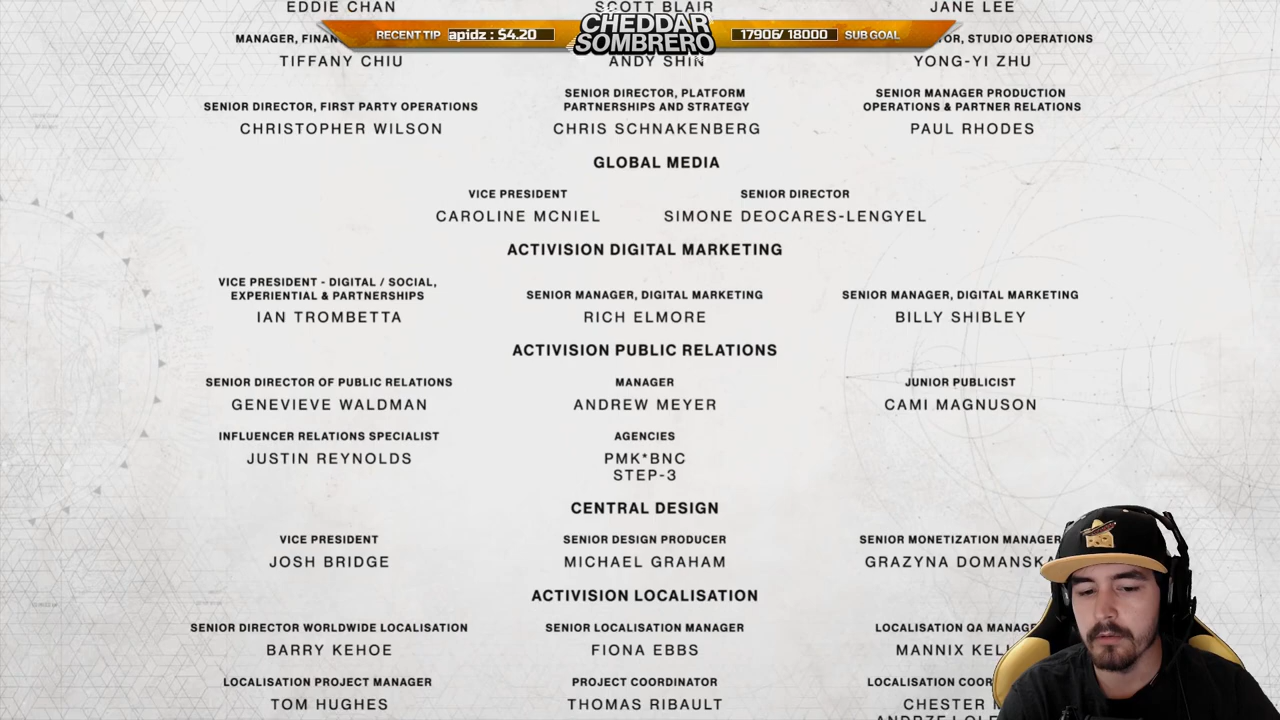 EDDIE CHAN SCOTT BLAIR JANE LEE
CHEDDAR
SOMBRERO
RECENT TIP apidz : $4.20 17906/ 18000 SUB GOAL
MANAGER, STUDIO OPERATIONS
TIFFANY CHIU ANDY SHIN YONG-YI ZHU
SENIOR DIRECTOR, FIRST PARTY OPERATIONS
CHRISTOPHER WILSON
SENIOR DIRECTOR, PLATFORM
PARTNERSHIPS AND STRATEGY
CHRIS SCHNAKENBERG
SENIOR MANAGER PRODUCTION
OPERATIONS & PARTNER RELATIONS
PAUL RHODES
GLOBAL MEDIA
VICE PRESIDENT SENIOR DIRECTOR
CAROLINE MCNIEL SIMONE DEOCARES-LENGYEL
ACTIVISION DIGITAL MARKETING
VICE PRESIDENT - DIGITAL / SOCIAL,
EXPERIENTIAL & PARTNERSHIPS
IAN TROMBETTA
SENIOR MANAGER, DIGITAL MARKETING
RICH ELMORE
SENIOR MANAGER, DIGITAL MARKETING
BILLY SHIBLEY
ACTIVISION PUBLIC RELATIONS
SENIOR DIRECTOR OF PUBLIC RELATIONS MANAGER JUNIOR PUBLICIST
GENEVIEVE WALDMAN ANDREW MEYER CAMI MAGNUSON
INFLUENCER RELATIONS SPECIALIST AGENCIES
JUSTIN REYNOLDS PMK*BNC
STEP-3
CENTRAL DESIGN
VICE PRESIDENT SENIOR DESIGN PRODUCER SENIOR MONETIZATION MANAGER
JOSH BRIDGE MICHAEL GRAHAM GRAZYNA DOMANSKA
ACTIVISION LOCALISATION
SENIOR DIRECTOR WORLDWIDE LOCALISATION SENIOR LOCALISATION MANAGER LOCALISATION QA
BARRY KEHOE FIONA EBBS MANNIX
LOCALISATION PROJECT MANAGER PROJECT COORDINATOR LOCALISATION
TOM HUGHES THOMAS RIBAULT CHESTER